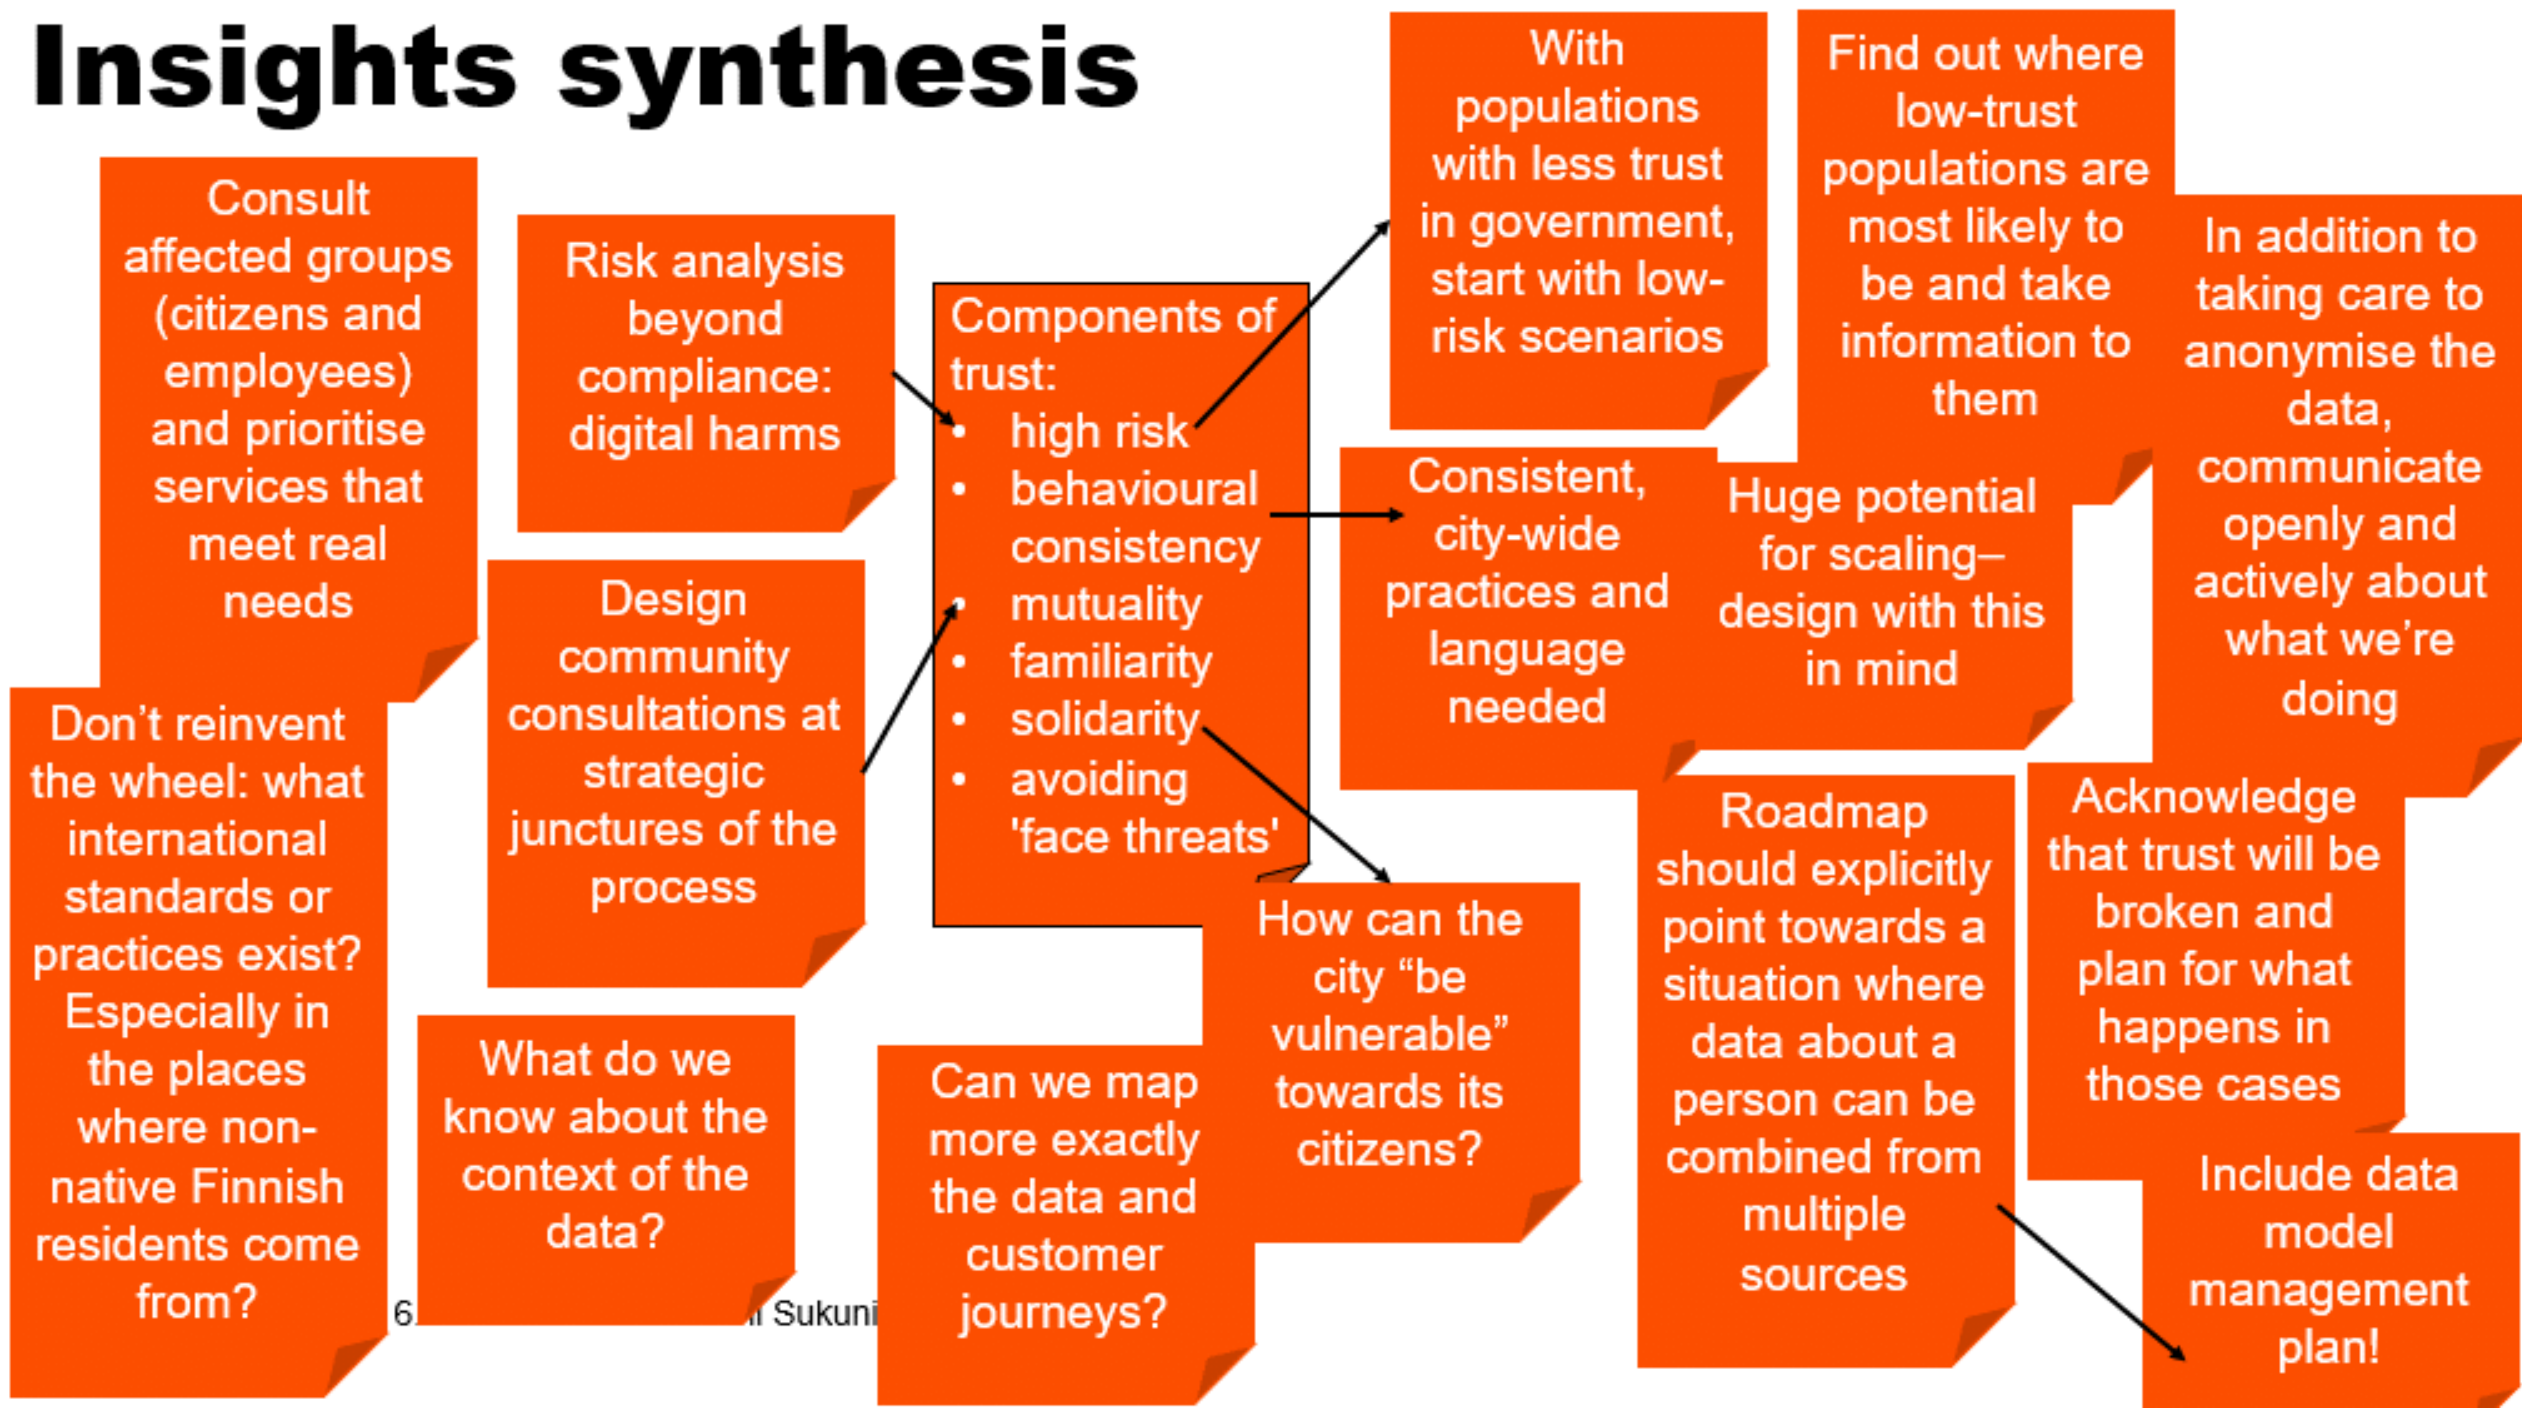 Insights synthesis
Consult
affected groups
(citizens and
employees)
and prioritise
services that
meet real
needs
Don’t reinvent
the wheel: what
international
standards or
practices exist?
Especially in
the places
where non-
native Finnish
residents come
from?
Risk analysis
beyond
compliance:
digital harms
Design
community
consultations at
strategic
junctures of the
process
What do we
know about the
context of the
data?
6.
Sukuni
Components of
trust:
• high risk
• behavioural
consistency
• mutuality
• familiarity
• solidarity
• avoiding
'face threats'
Can we map
more exactly
the data and
customer
journeys?
How can the
city “be
vulnerable”
towards its
citizens?
With
populations
with less trust
in government,
start with low-
risk scenarios
Consistent,
city-wide
practices and
language
needed
Find out where
low-trust
populations are
most likely to
be and take
information to
them
Huge potential
for scaling–
design with this
in mind
In addition to
taking care to
anonymise the
data,
communicate
openly and
actively about
what we’re
doing
Roadmap
should explicitly
point towards a
situation where
data about a
person can be
combined from
multiple
sources
Acknowledge
that trust will be
broken and
plan for what
happens in
those cases
Include data
model
management
plan!